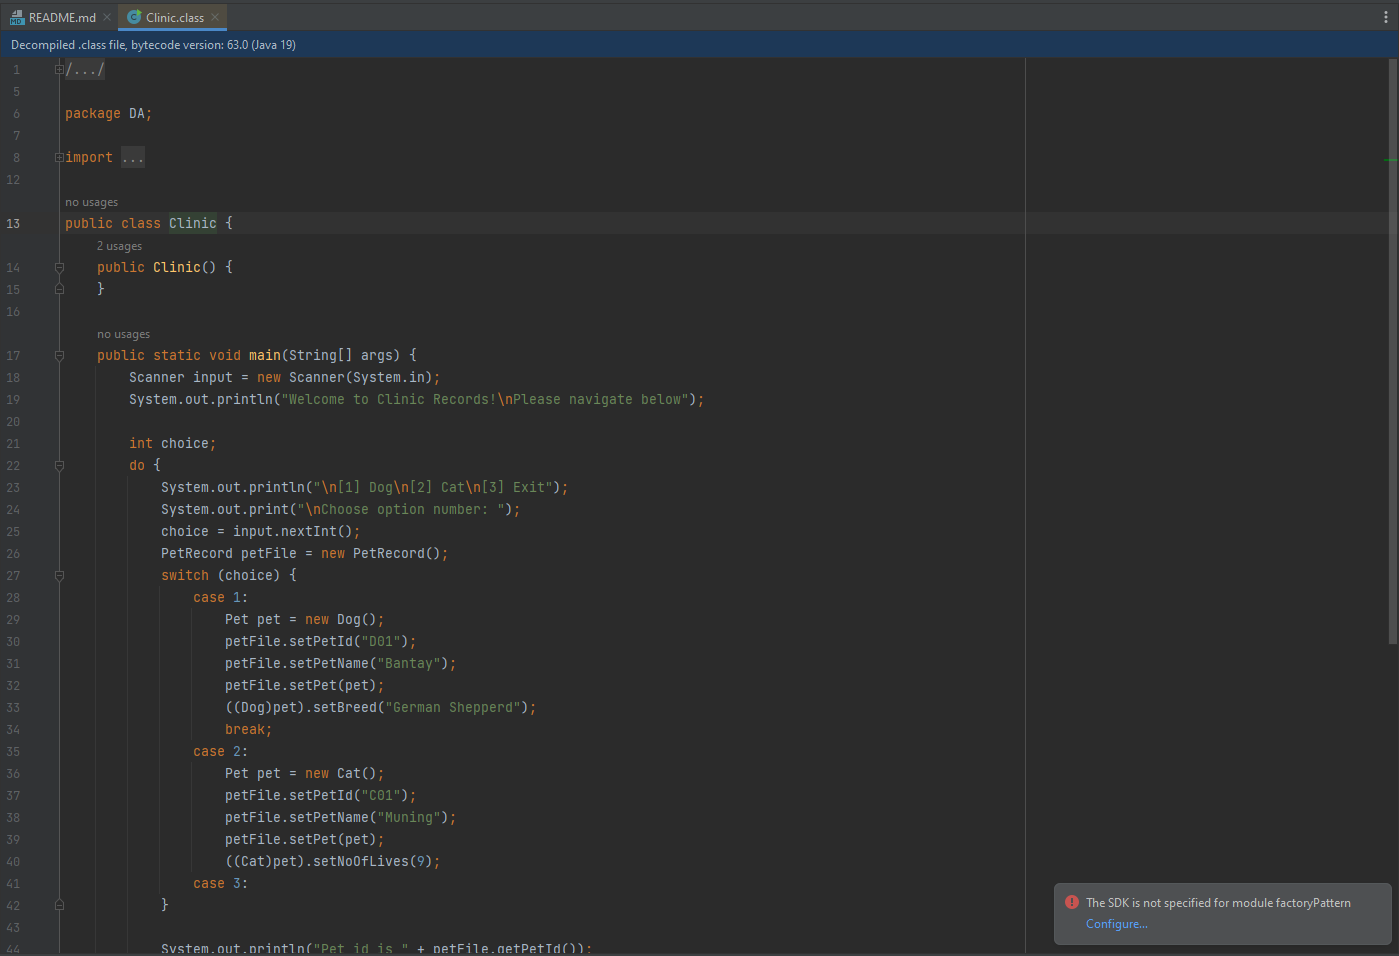 README.md Clinic.class
Decompiled .class file, bytecode version: 63.0 (Java 19)
1 /.../
5
6 package DA;
7
8 import ...
12
no usages
13 public class Clinic {
2 usages
14 public Clinic() {
15 }
16
no usages
17 public static void main(String[] args) {
18 Scanner input = new Scanner(System.in);
19 System.out.println("Welcome to Clinic Records!\nPlease navigate below");
20
21 int choice;
22 do {
23 System.out.println("\n[1] Dog\n[2] Cat\n[3] Exit");
24 System.out.print("\nChoose option number: ");
25 choice = input.nextInt();
26 PetRecord petFile = new PetRecord();
27 switch (choice) {
28 case 1:
29 Pet pet = new Dog();
30 petFile.setPetId("D01");
31 petFile.setPetName("Bantay");
32 petFile.setPet(pet);
33 ((Dog)pet).setBreed("German Shepperd");
34 break;
35 case 2:
36 Pet pet = new Cat();
37 petFile.setPetId("C01");
38 petFile.setPetName("Muning");
39 petFile.setPet(pet);
40 ((Cat)pet).setNoOfLives(9);
41 case 3:
42 }
43
44 System.out.println("Pet id is " + petFile.getPetId());
The SDK is not specified for module factoryPattern
Configure...